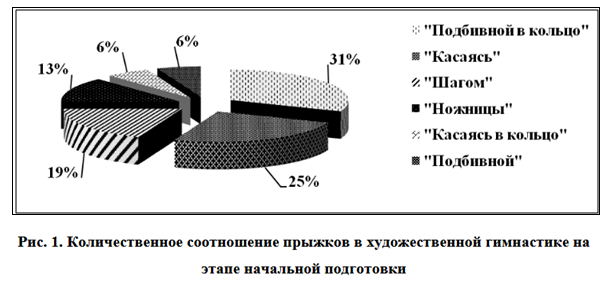 6%
6%
13%
31%
19%
25%
"Подбивной в кольцо"
"Касаясь"
"Шагом"
"Ножницы"
"Касаясь в кольцо"
"Подбивной"
Рис. 1. Количественное соотношение прыжков в художественной гимнастике на
этапе начальной подготовки